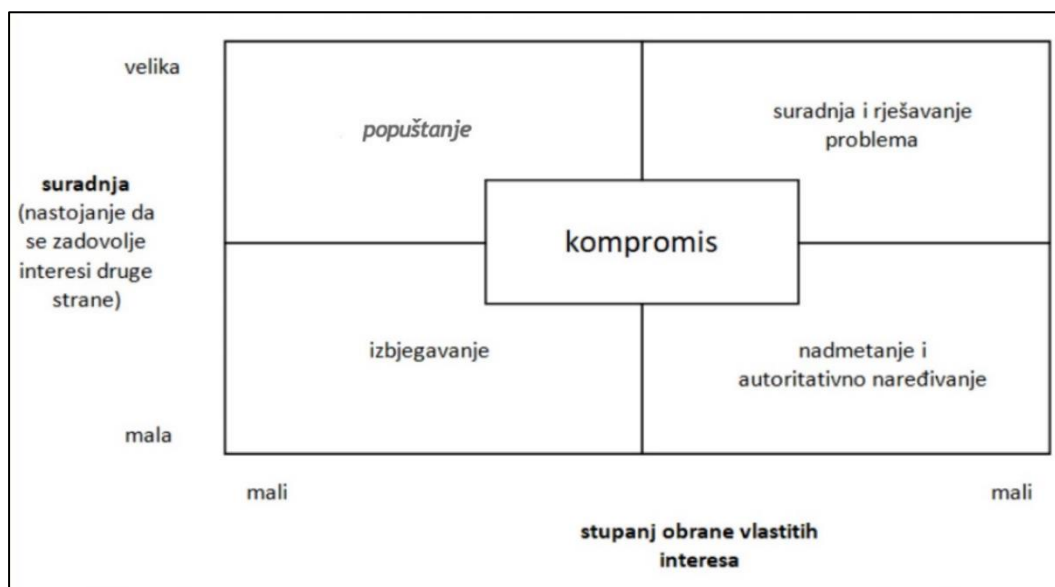 velika
popuštanje
suradnja i rješavanje
problema
suradnja
(nastojanje da
se zadovolje
interesi druge
strane)
kompromis
izbjegavanje
nadmetanje i
autoritativno naređivanje
mala
mali
mali
stupanj obrane vlastitih
interesa